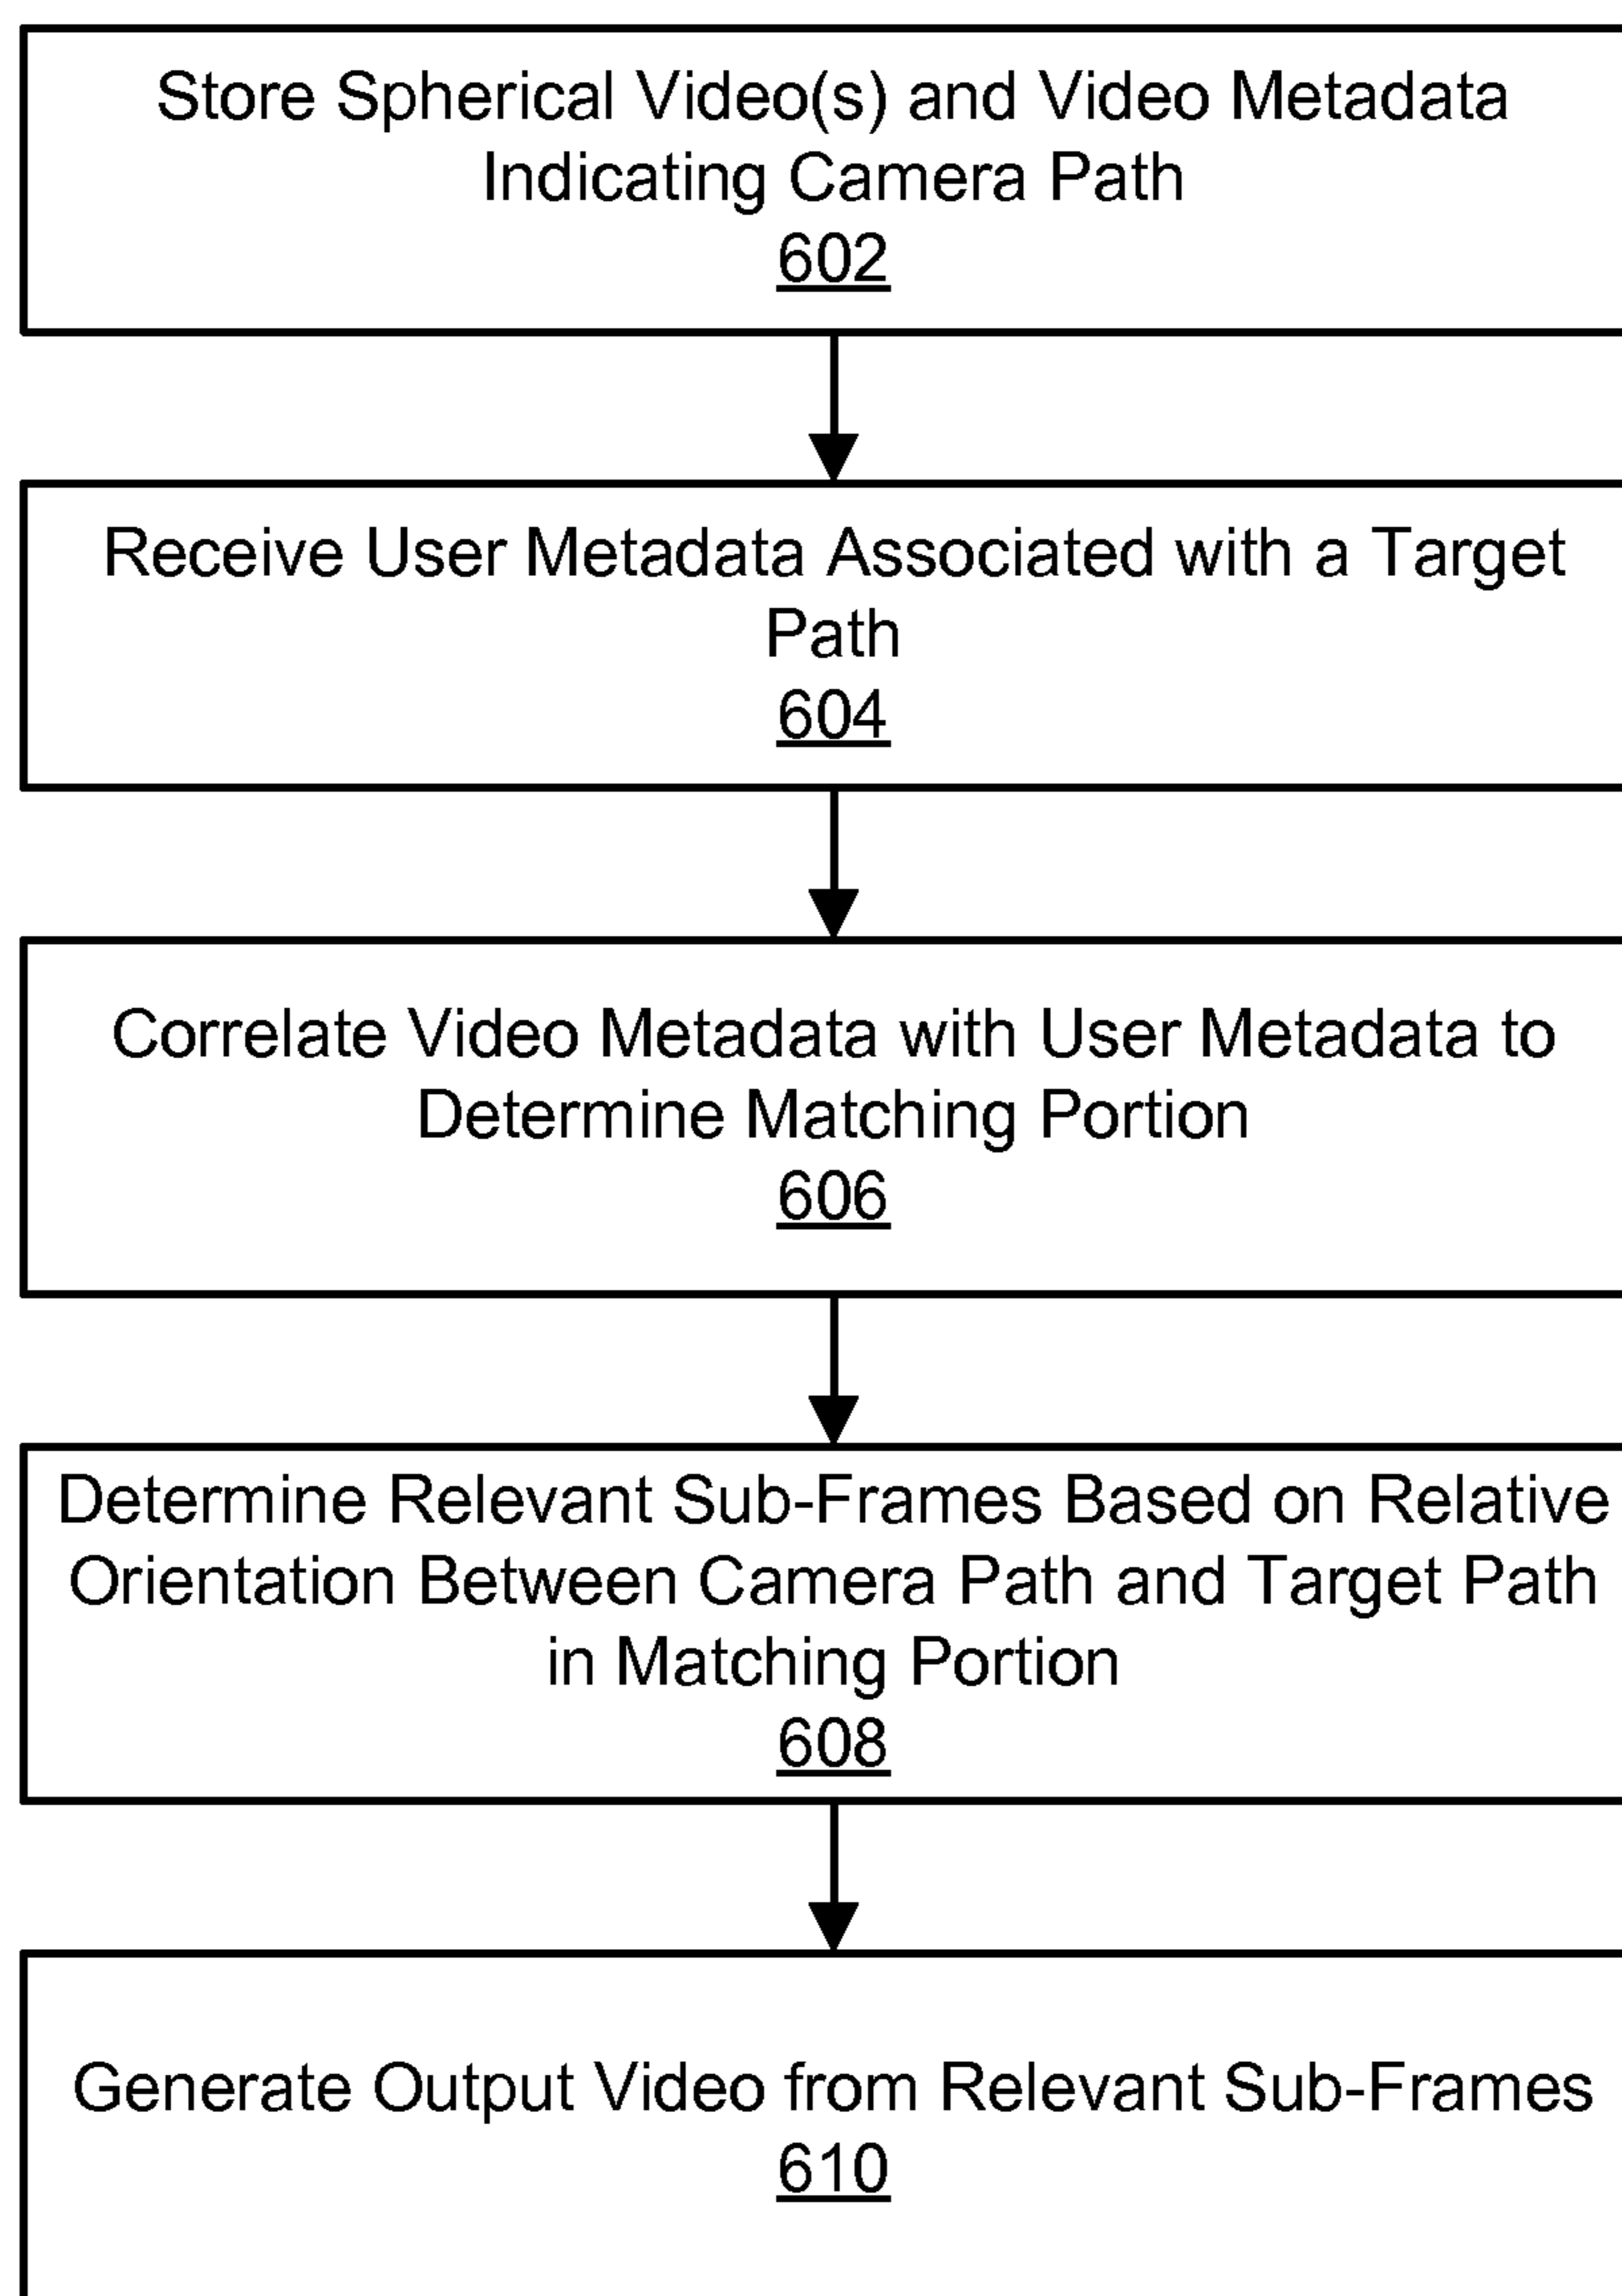 Store Spherical Video(s) and Video Metadata
Indicating Camera Path
602
Receive User Metadata Associated with a Target
Path
604
Correlate Video Metadata with User Metadata to
Determine Matching Portion
606
Determine Relevant Sub-Frames Based on Relative
Orientation Between Camera Path and Target Path
in Matching Portion
608
Generate Output Video from Relevant Sub-Frames
610